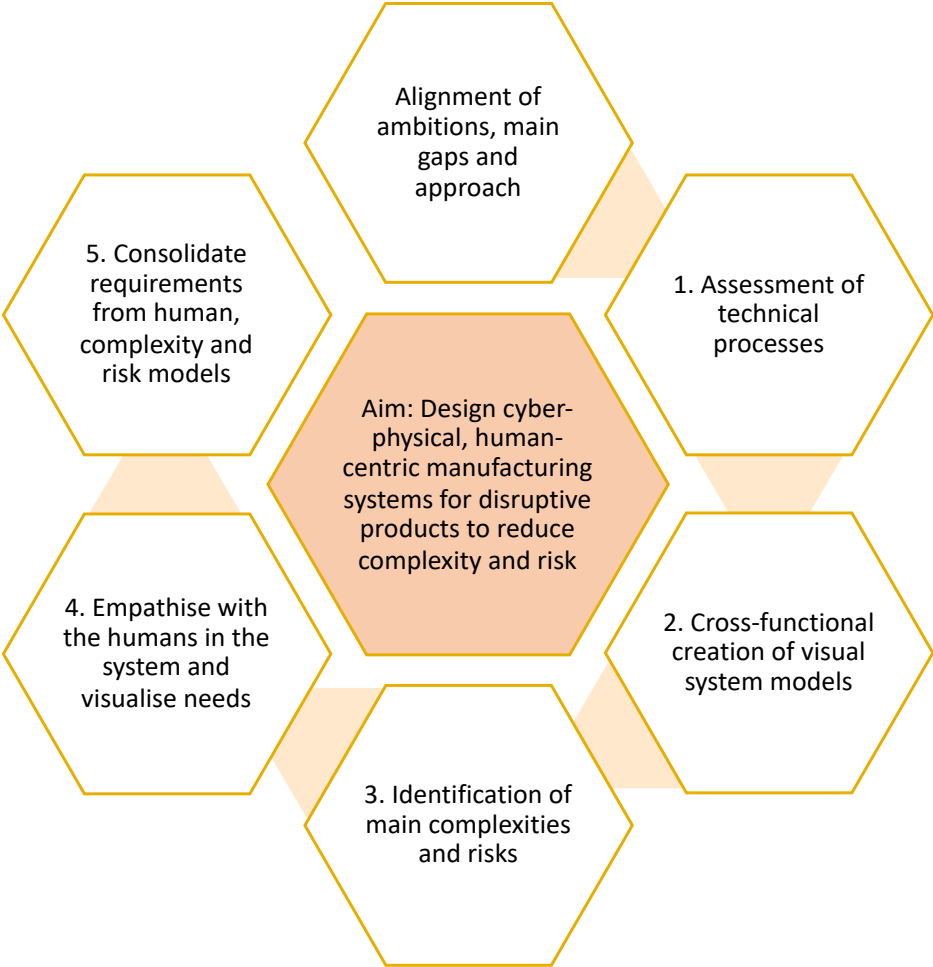 Alignment of
ambitions, main
gaps and
approach
1. Assessment of
technical
processes
2. Cross-functional
creation of visual
system models
3. Identification of
main complexities
and risks
4. Empathise with
the humans in the
system and
visualise needs
5. Consolidate
requirements
from human,
complexity and
risk models
Aim: Design cyber-
physical, human-
centric manufacturing
systems for disruptive
products to reduce
complexity and risk